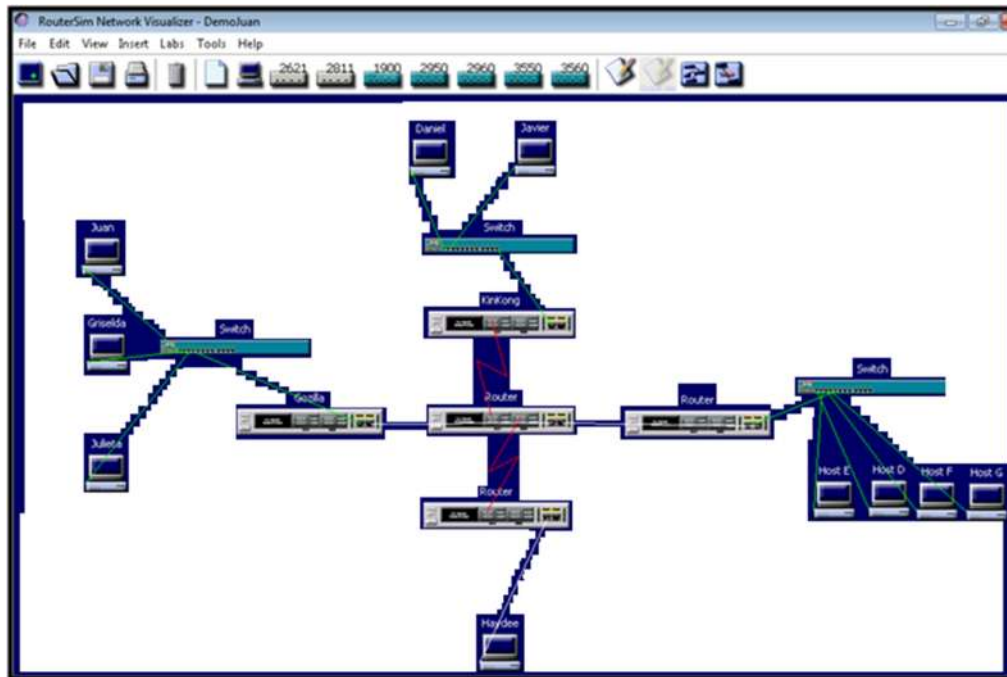 RouterSim Network Visualizer - DemoJuan
File Edit View Insert Labs Tools Help
2621 2811 1900 2950 2960 3550 3560
Daniel Javier
Juan
Switch
Griselda
Switch
KinKong
Switch
Gozilla
Router
Router
Julieta
Host E Host D Host F Host G
Router
Haydee